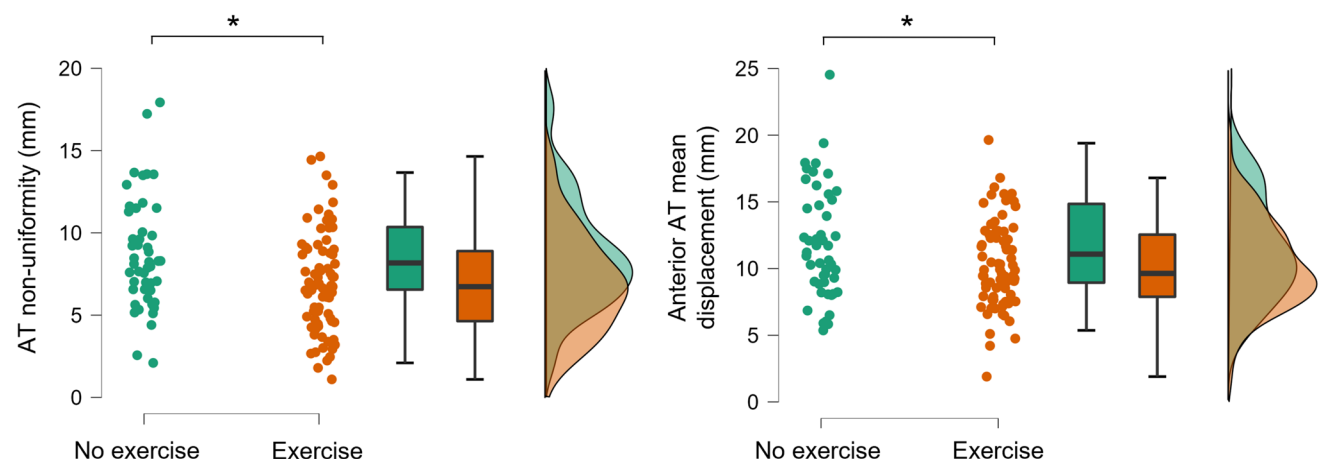 *
AT non-uniformity (mm)
20
15
10
5
0
No exercise
Exercise
*
Anterior AT mean
displacement (mm)
25
20
15
10
5
0
No exercise
Exercise